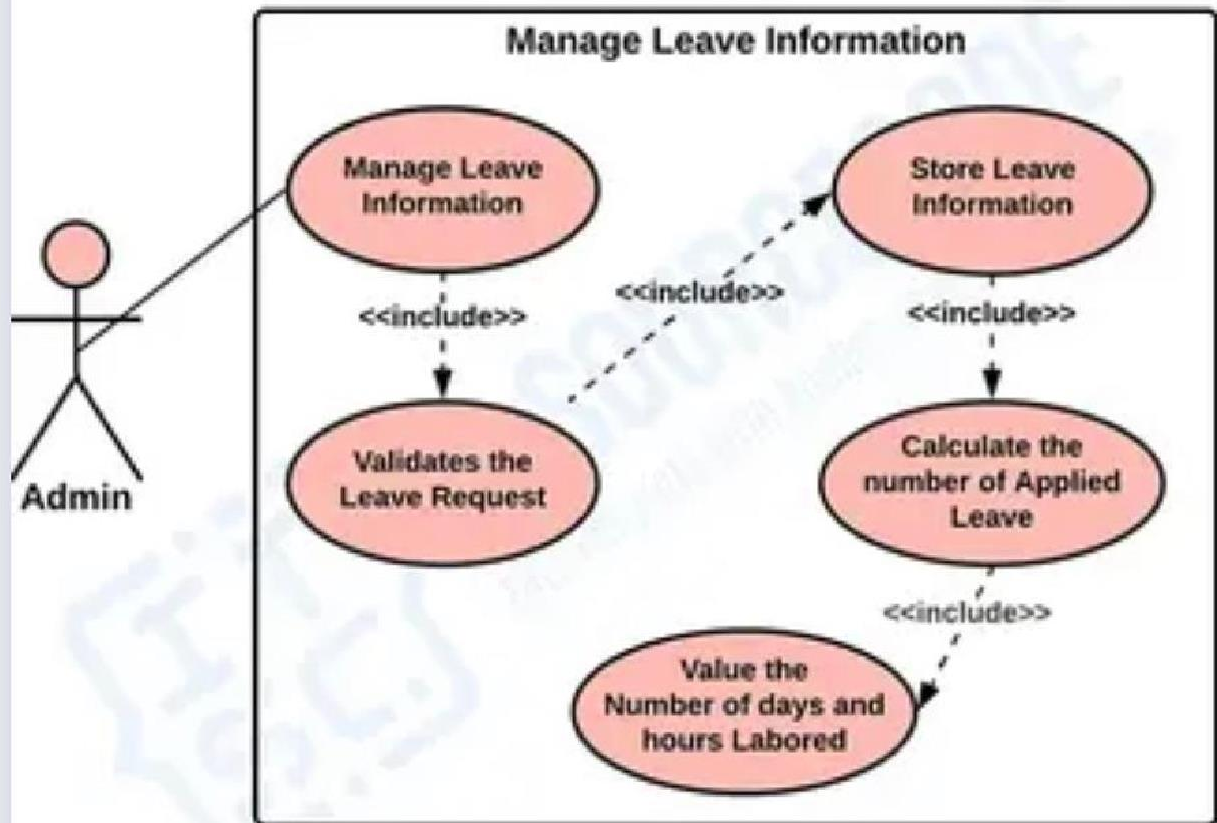 Manage Leave Information
Manage Leave
Information
Store Leave
Information
<<include>>
<<include>>
<<include>>
Validates the
Leave Request
Calculate the
number of Applied
Leave
Admin
<<include>>
Value the
Number of days and
hours Labored